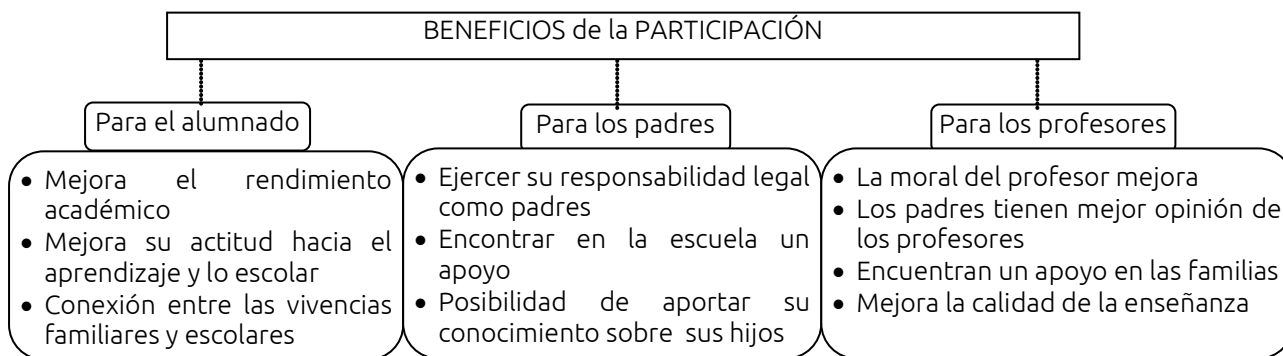 BENEFICIOS de la PARTICIPACIÓN
Para el alumnado
• Mejora el rendimiento
académico
• Mejora su actitud hacia el
aprendizaje y lo escolar
• Conexión entre las vivencias
familiares y escolares
Para los padres
• Ejercer su responsabilidad legal
como padres
• Encontrar en la escuela un
apoyo
• Posibilidad de aportar su
conocimiento sobre sus hijos
Para los profesores
• La moral del profesor mejora
• Los padres tienen mejor opinión de
los profesores
• Encuentran un apoyo en las familias
• Mejora la calidad de la enseñanza